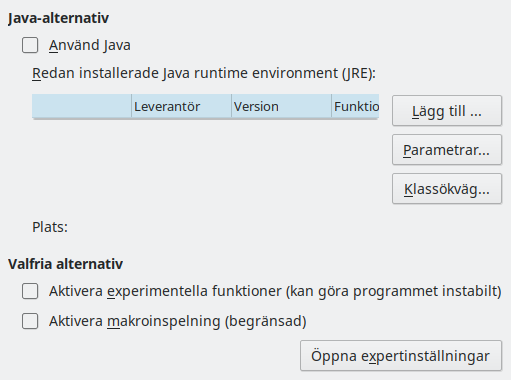 Java-alternativ
Använd Java
Redan installerade Java runtime environment (JRE):
Leverantör Version Funktio
Lägg till ...
Parametrar...
Klassökväg...
Plats:
Valfria alternativ
Aktivera experimentella funktioner (kan göra programmet instabilt)
Aktivera makroinspelning (begränsad)
Öppna expertinställningar